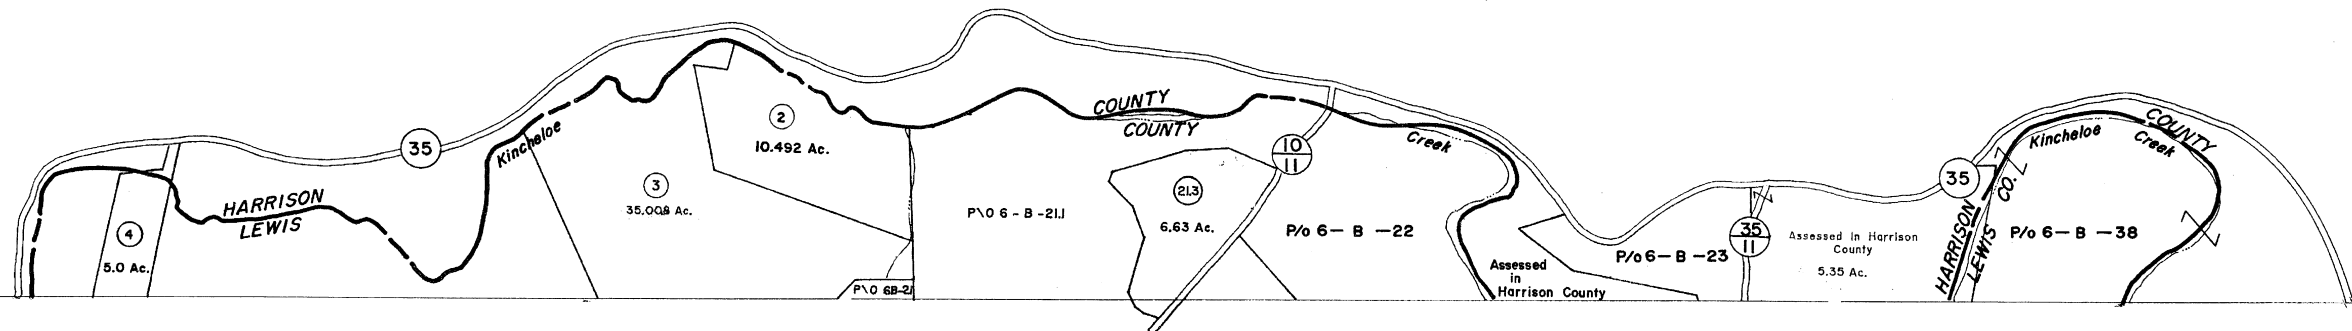 35
Kincheloe
HARRISON
LEWIS
4
5.0 Ac.
3
35.008 Ac.
2
10.492 Ac.
P\O 6B-21
P\O 6 - B -21.1
COUNTY
COUNTY
21.3
6.63 Ac.
10
11
Creek
P/o 6- B -22
Assessed
in
Harrison County
P/o 6- B -23
35
11
Assessed In Harrison
County
5.35 Ac.
35
HARRISON
LEWIS CO.
Kincheloe
Creek
COUNTY
P/o 6- B -38